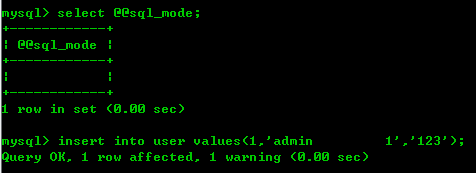 mysql> select @@sql_mode;
+------------+
| @@sql_mode |
+------------+
|            |
+------------+
1 row in set (0.00 sec)
mysql> insert into user values(1,'admin          1','123');
Query OK, 1 row affected, 1 warning (0.00 sec)